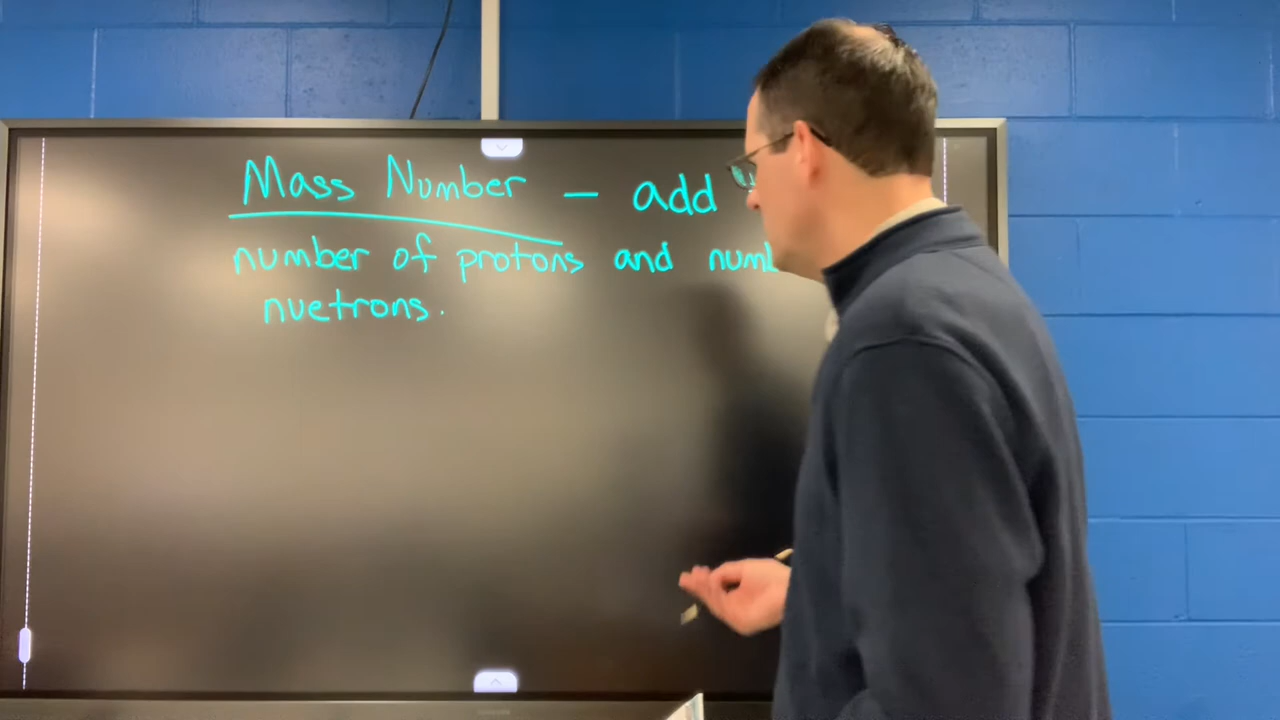 Mass Number - add
number of protons and
nuetrons.